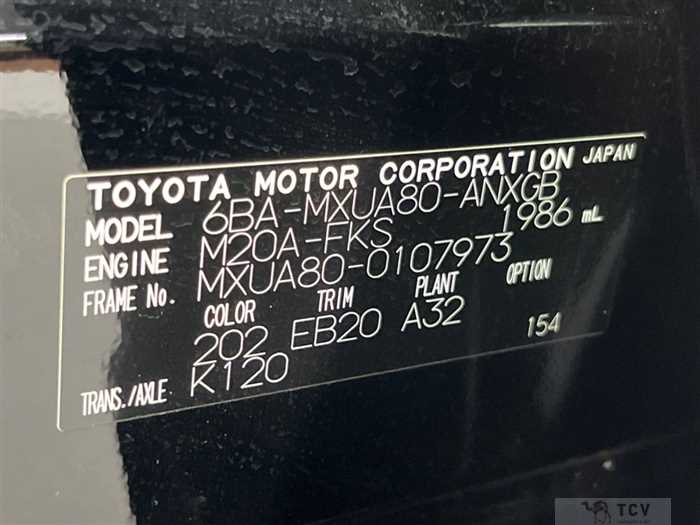 TOYOTA MOTOR CORPORATION JAPAN
MODEL 6BA-MXUA80-ANXGB
ENGINE M20A-FKS 1986 mL
FRAME No. MXUA80-0107973
COLOR TRIM PLANT OPTION
202 EB20 A32 154
TRANS./AXLE K120
TCV